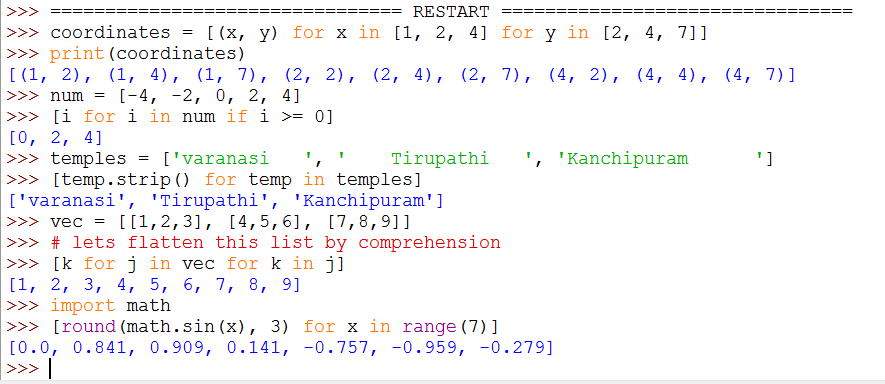 >>> ================================ RESTART ================================
>>> coordinates = [(x, y) for x in [1, 2, 4] for y in [2, 4, 7]]
>>> print(coordinates)
[(1, 2), (1, 4), (1, 7), (2, 2), (2, 4), (2, 7), (4, 2), (4, 4), (4, 7)]
>>> num = [-4, -2, 0, 2, 4]
>>> [i for i in num if i >= 0]
[0, 2, 4]
>>> temples = ['varanasi   ', '    Tirupathi   ', 'Kanchipuram      ']
>>> [temp.strip() for temp in temples]
['varanasi', 'Tirupathi', 'Kanchipuram']
>>> vec = [[1,2,3], [4,5,6], [7,8,9]]
>>> # lets flatten this list by comprehension
>>> [k for j in vec for k in j]
[1, 2, 3, 4, 5, 6, 7, 8, 9]
>>> import math
>>> [round(math.sin(x), 3) for x in range(7)]
[0.0, 0.841, 0.909, 0.141, -0.757, -0.959, -0.279]
>>>